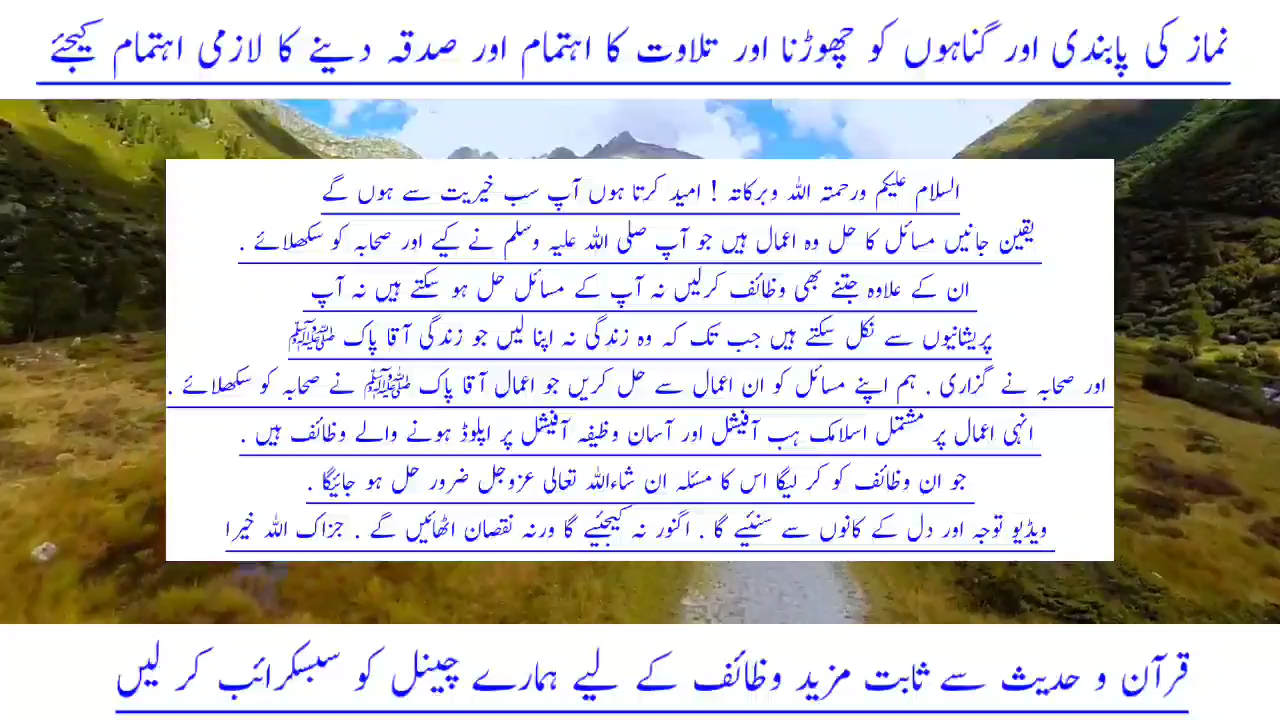 نماز کی پابندی اور گناہوں کو چھوڑنا اور تلاوت کا اہتمام اور صدقہ دینے کا لازمی اہتمام کیجئے
السلام علیکم ورحمتہ اللہ وبرکاتہ ! امید کرتا ہوں آپ سب خیریت سے ہوں گے
یقین جانیں مسائل کا حل وہ اعمال ہیں جو آپ صلی اللہ علیہ وسلم نے کیے اور صحابہ کو سکھلائے .
ان کے علاوہ جتنے بھی وظائف کرلیں نہ آپ کے مسائل حل ہو سکتے ہیں نہ آپ
پریشانیوں سے نکل سکتے ہیں جب تک کہ وہ زندگی نہ اپنا لیں جو زندگی آقا پاک ﷺ
اور صحابہ نے گزاری . ہم اپنے مسائل کو ان اعمال سے حل کریں جو اعمال آقا پاک ﷺ نے صحابہ کو سکھلائے .
انہی اعمال پر مشتمل اسلامک ہب آفیشل اور آسان وظیفہ آفیشل پر اپلوڈ ہونے والے وظائف ہیں .
جو ان وظائف کو کر لیگا اس کا مسئلہ ان شاءاللہ تعالی عزوجل ضرور حل ہو جائیگا .
ویڈیو توجہ اور دل کے کانوں سے سنئیے گا . اگنور نہ کیجئیے گا ورنہ نقصان اٹھائیں گے . جزاک اللہ خیرا
قرآن و حدیث سے ثابت مزید وظائف کے لیے ہمارے چینل کو سبسکرائب کر لیں